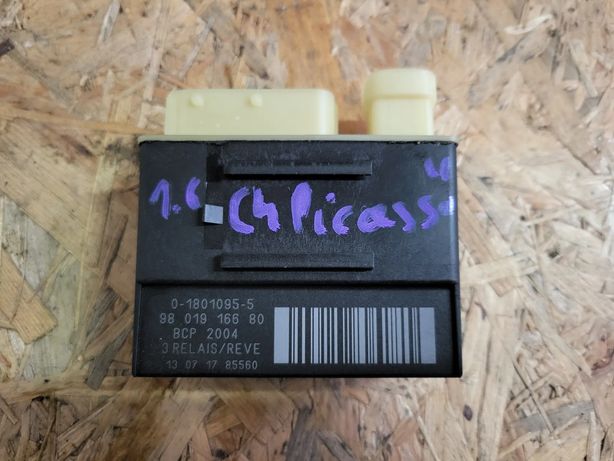 1.6 C4 Picasso
0-1801095-5
98 019 166 80
BCP 2004
3 RELAIS/REVE
13 07 17 85560